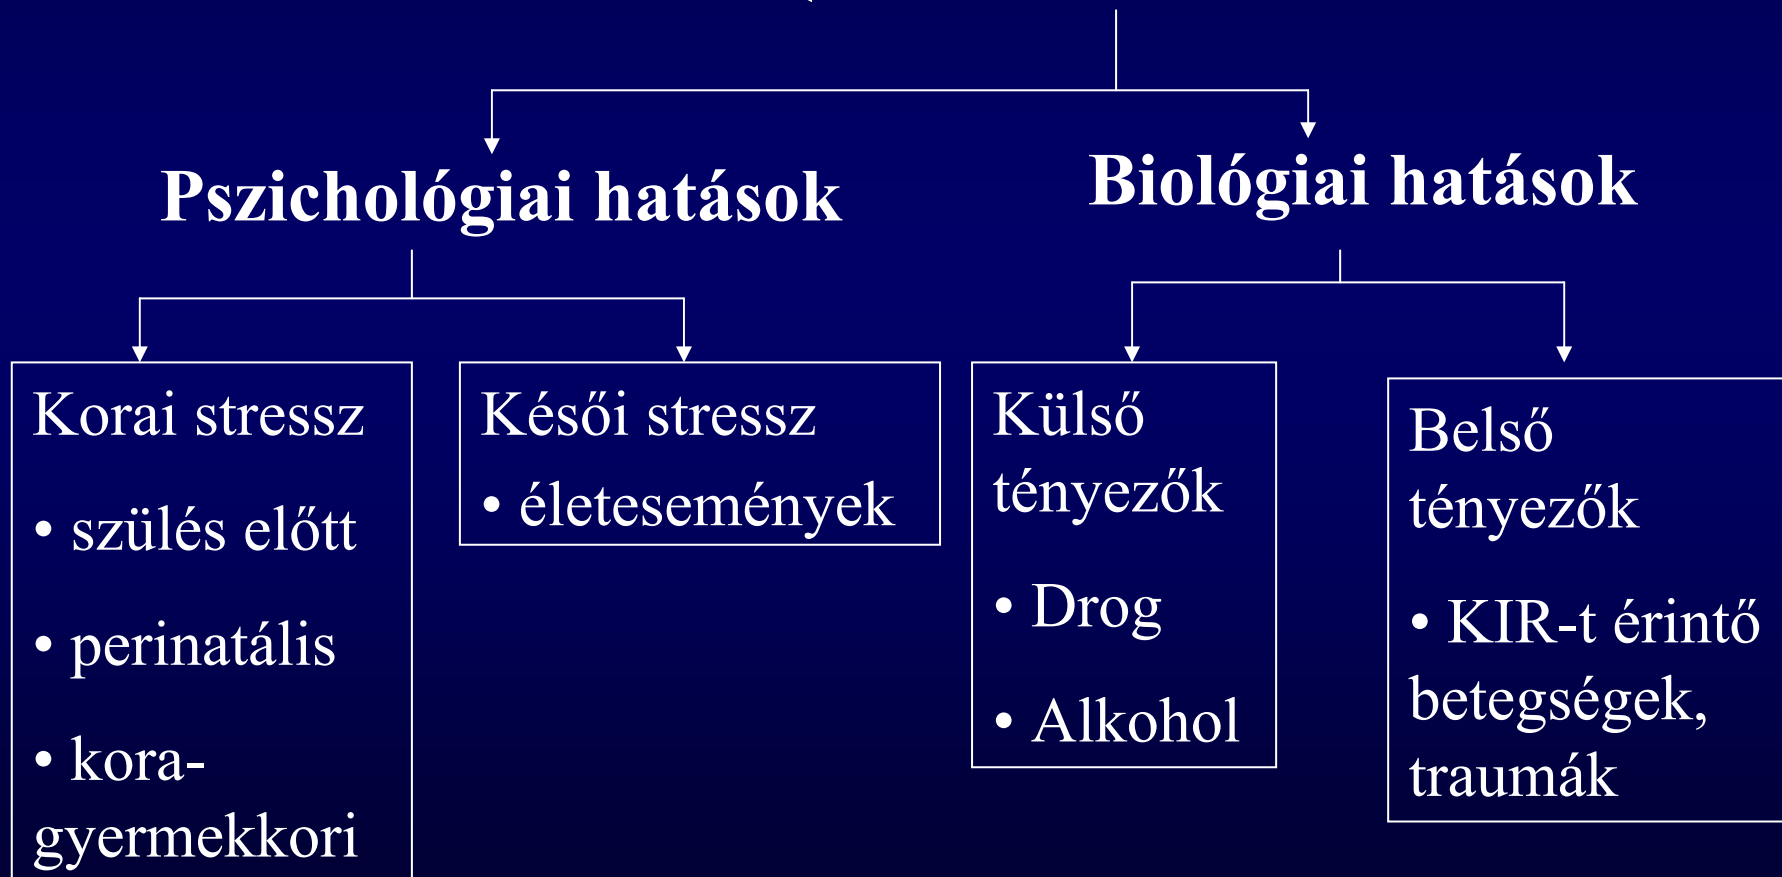 Pszichológiai hatások
Biológiai hatások
Korai stressz
• szülés előtt
• perinatális
• kora-
gyermekkori
Késői stressz
• életesemények
Külső
tényezők
• Drog
• Alkohol
Belső
tényezők
• KIR-t érintő
betegségek,
traumák